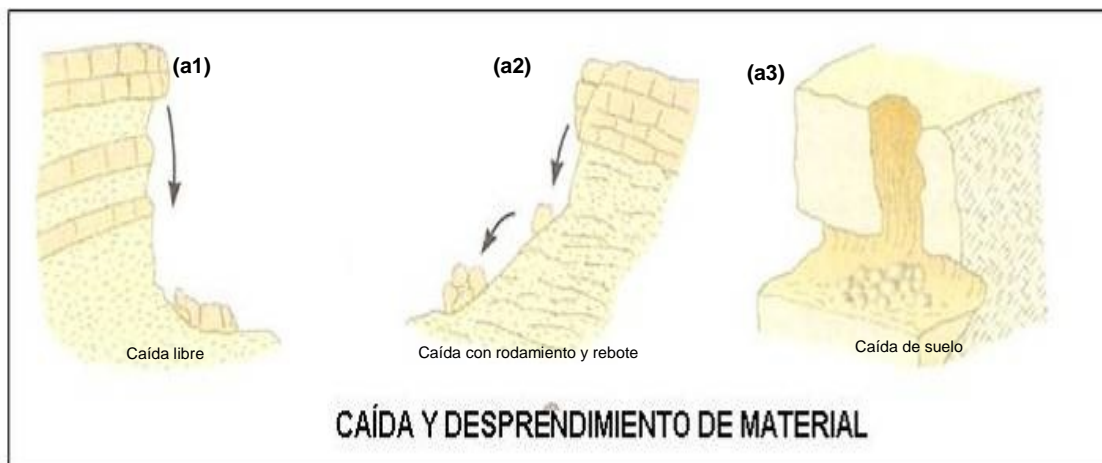 (a1)
(a2)
(a3)
Caída libre
Caída con rodamiento y rebote
Caída de suelo
CAÍDA Y DESPRENDIMIENTO DE MATERIAL